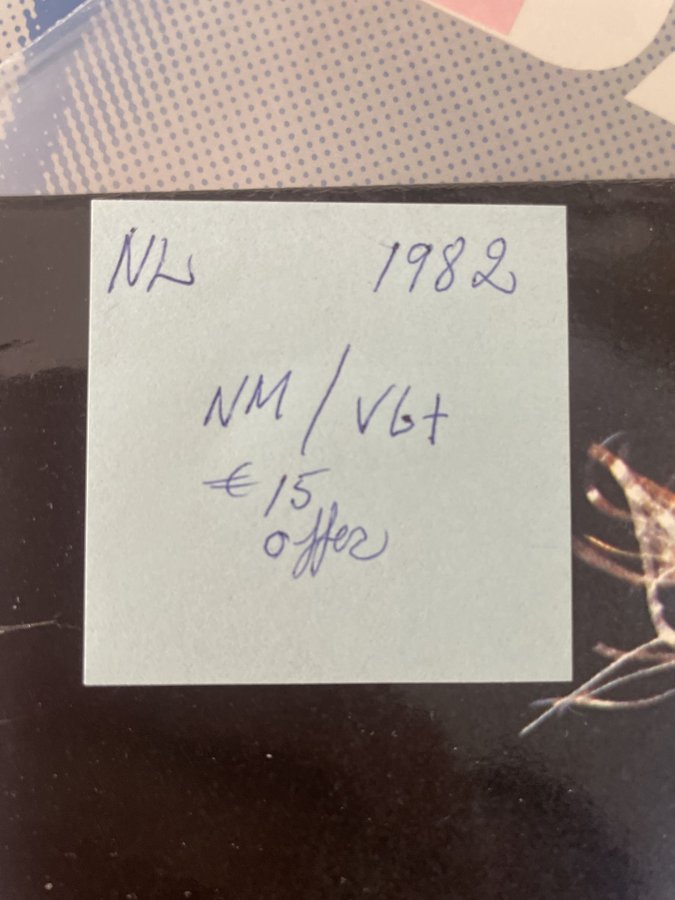 NL 1982
NM / VG+
€ 15
offer